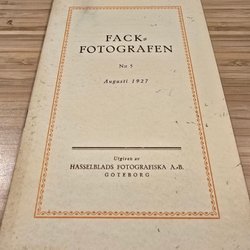 FACK-
FOTOGRAFEN
No 5
Augusti 1927
Utgiven av
HASSELBLADS FOTOGRAFISKA A.-B.
GÖTEBORG